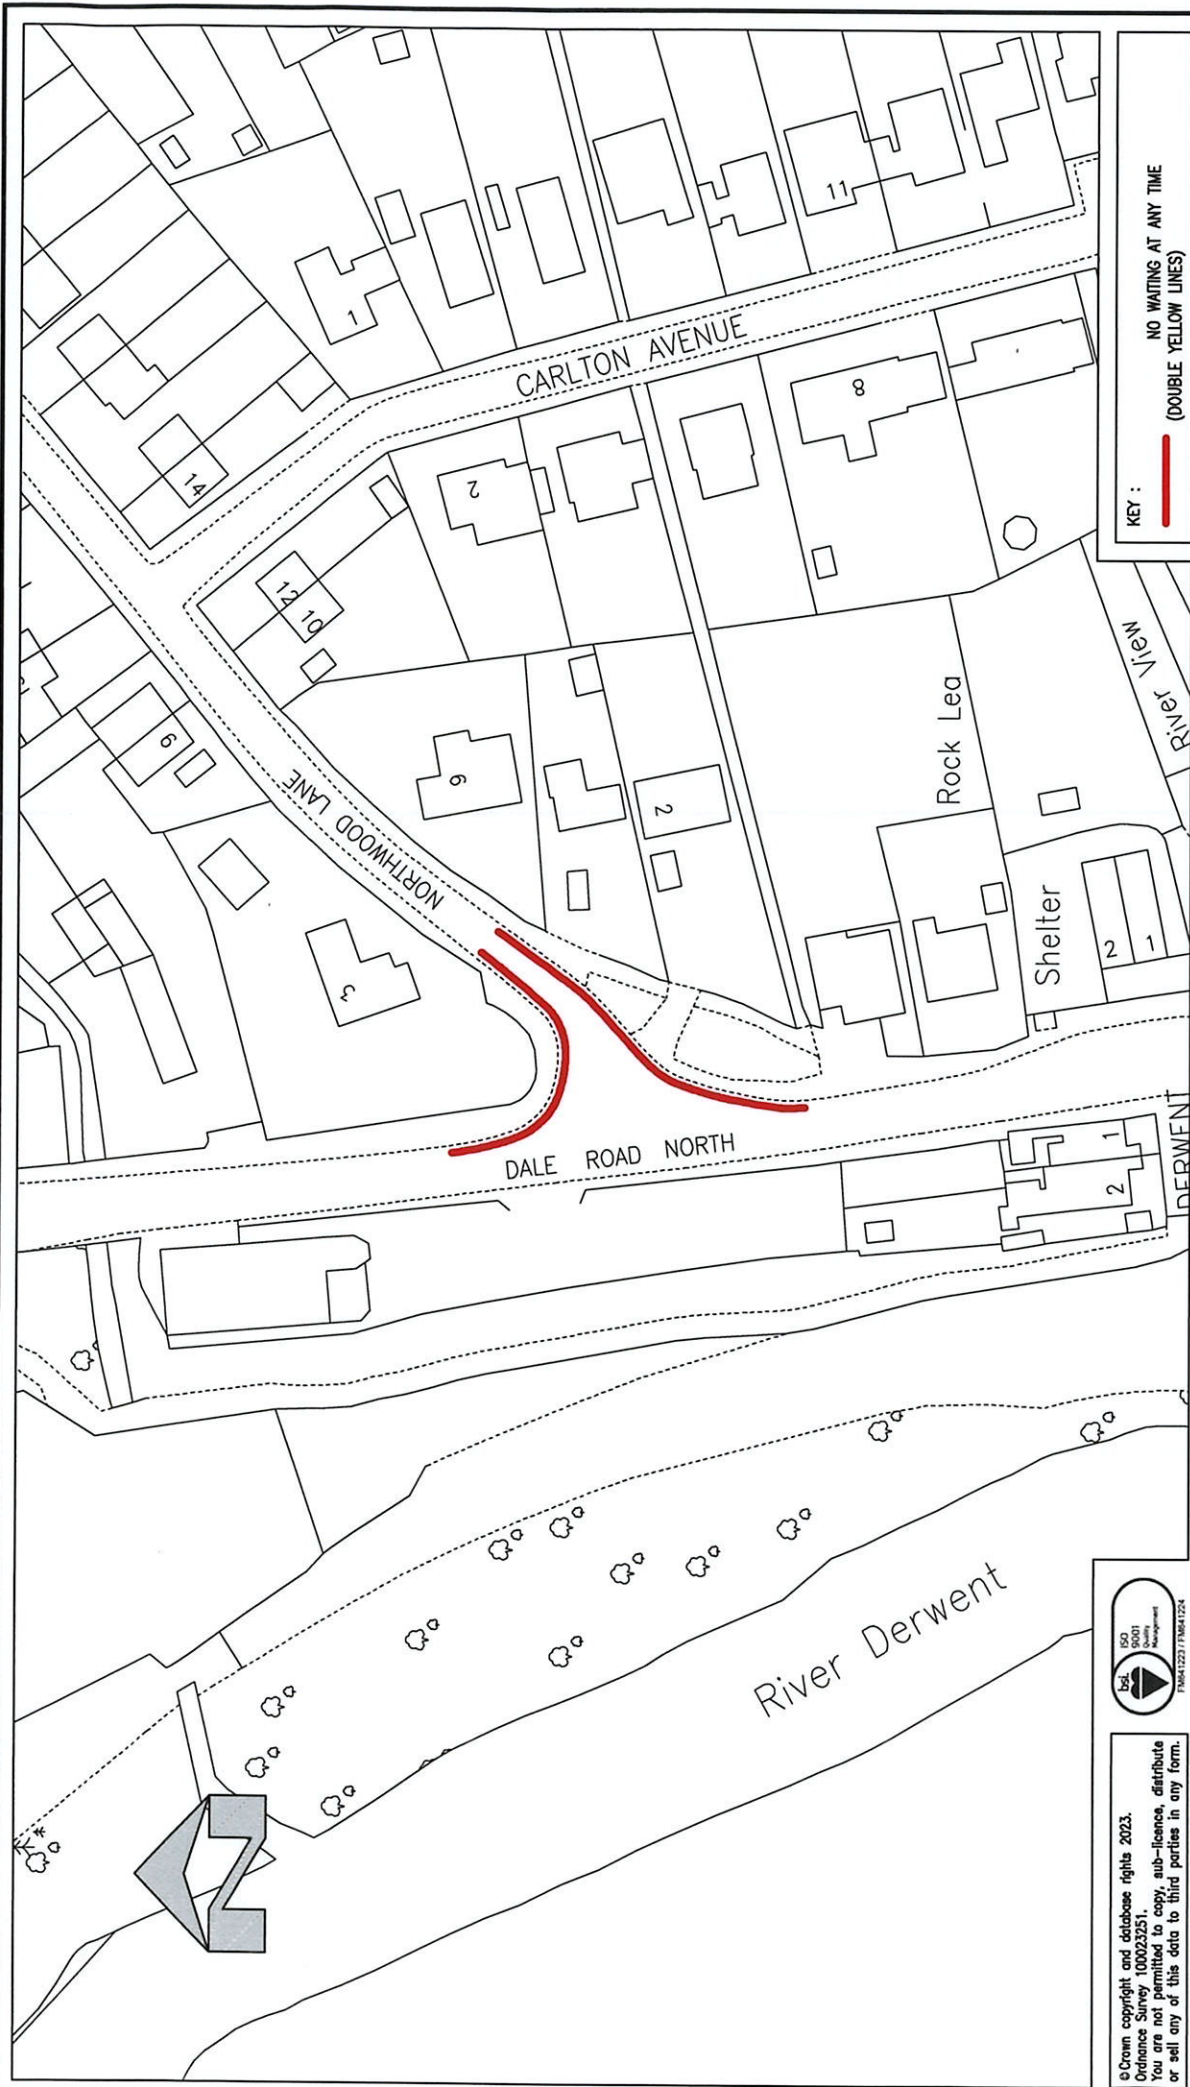 1
11
CARLTON AVENUE
14
12
10
2
8
9
NORTHWOOD LANE
6
2
3
Rock Lea
River View
Shelter
2
1
DALE ROAD NORTH
1
2
DERWENT
River Derwent
N
KEY :
NO WAITING AT ANY TIME
(DOUBLE YELLOW LINES)
bsi.
ISO
9001
Quality
Management
FM641223 / FM641224
©Crown copyright and database rights 2023.
Ordnance Survey 100023251.
You are not permitted to copy, sub-licence, distribute
or sell any of this data to third parties in any form.